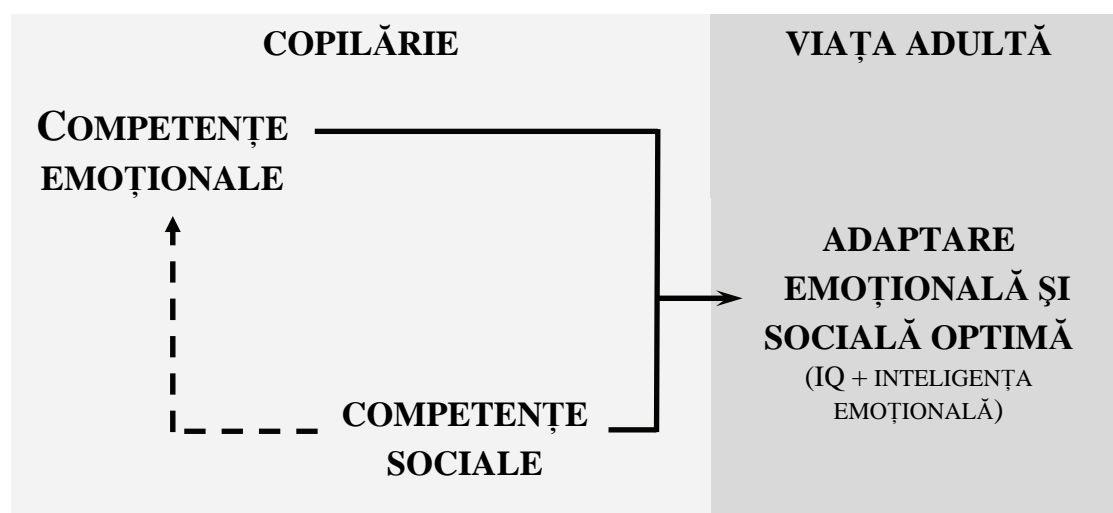 COPILĂRIE
VIAȚA ADULTĂ
COMPETENȚE
EMOȚIONALE
ADAPTARE
EMOȚIONALĂ ŞI
SOCIALĂ OPTIMĂ
(IQ + INTELIGENȚA
EMOȚIONALĂ)
COMPETENȚE
SOCIALE